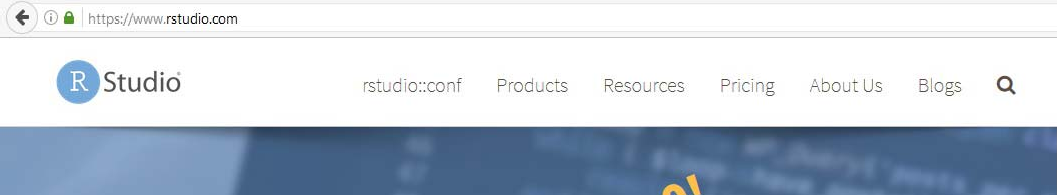 https://www.rstudio.com
R Studio®
rstudio::conf Products Resources Pricing About Us Blogs